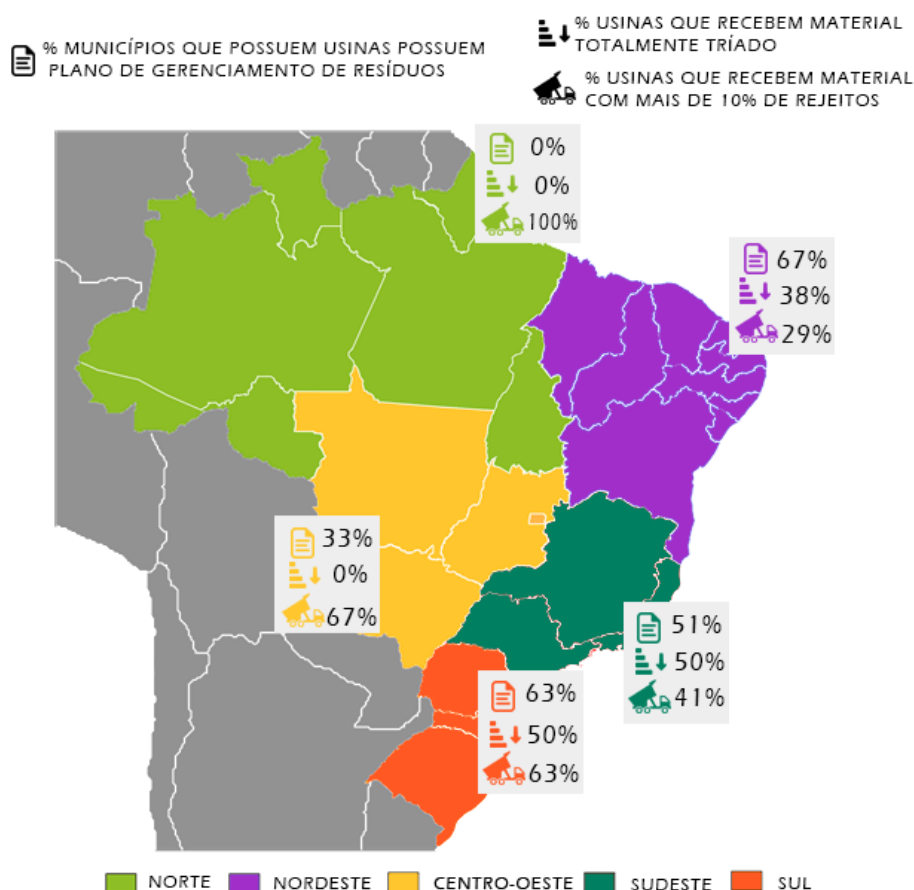 % MUNICÍPIOS QUE POSSUEM USINAS POSSUEM
PLANO DE GERENCIAMENTO DE RESÍDUOS
% USINAS QUE RECEBEM MATERIAL
TOTALMENTE TRÍADO
% USINAS QUE RECEBEM MATERIAL
COM MAIS DE 10% DE REJEITOS
0%
0%
100%
67%
38%
29%
33%
0%
67%
51%
50%
41%
63%
50%
63%
NORTE NORDESTE CENTRO-OESTE SUDESTE SUL